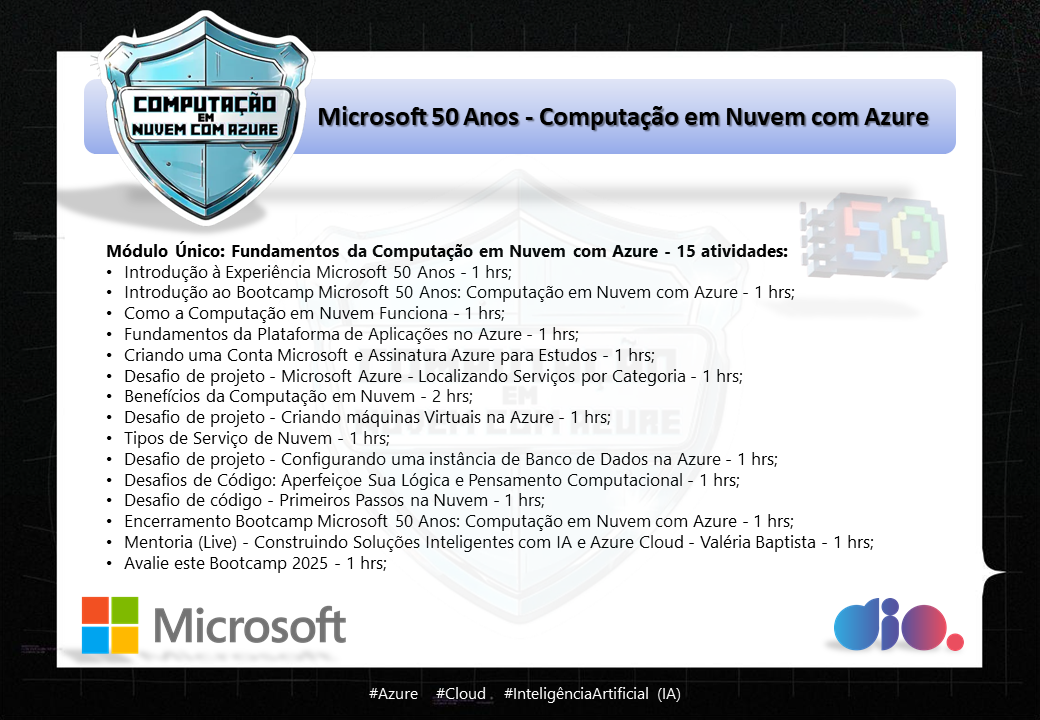 COMPUTAÇÃO
EM
NUVEM COM AZURE
Microsoft 50 Anos - Computação em Nuvem com Azure
50
Módulo Único: Fundamentos da Computação em Nuvem com Azure - 15 atividades:
• Introdução à Experiência Microsoft 50 Anos - 1 hrs;
• Introdução ao Bootcamp Microsoft 50 Anos: Computação em Nuvem com Azure - 1 hrs;
• Como a Computação em Nuvem Funciona - 1 hrs;
• Fundamentos da Plataforma de Aplicações no Azure - 1 hrs;
• Criando uma Conta Microsoft e Assinatura Azure para Estudos - 1 hrs;
• Desafio de projeto - Microsoft Azure - Localizando Serviços por Categoria - 1 hrs;
• Benefícios da Computação em Nuvem - 2 hrs;
• Desafio de projeto - Criando máquinas Virtuais na Azure - 1 hrs;
• Tipos de Serviço de Nuvem - 1 hrs;
• Desafio de projeto - Configurando uma instância de Banco de Dados na Azure - 1 hrs;
• Desafios de Código: Aperfeiçoe Sua Lógica e Pensamento Computacional - 1 hrs;
• Desafio de código - Primeiros Passos na Nuvem - 1 hrs;
• Encerramento Bootcamp Microsoft 50 Anos: Computação em Nuvem com Azure - 1 hrs;
• Mentoria (Live) - Construindo Soluções Inteligentes com IA e Azure Cloud - Valéria Baptista - 1 hrs;
• Avalie este Bootcamp 2025 - 1 hrs;
Microsoft
dio.
#Azure #Cloud #InteligênciaArtificial (IA)